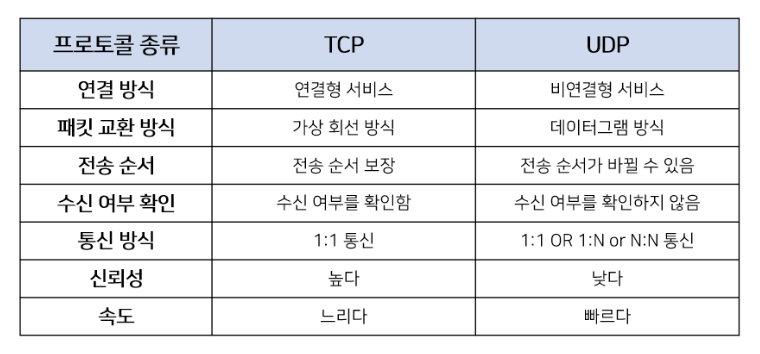 프로토콜 종류 TCP UDP
연결 방식 연결형 서비스 비연결형 서비스
패킷 교환 방식 가상 회선 방식 데이터그램 방식
전송 순서 전송 순서 보장 전송 순서가 바뀔 수 있음
수신 여부 확인 수신 여부를 확인함 수신 여부를 확인하지 않음
통신 방식 1:1 통신 1:1 OR 1:N or N:N 통신
신뢰성 높다 낮다
속도 느리다 빠르다